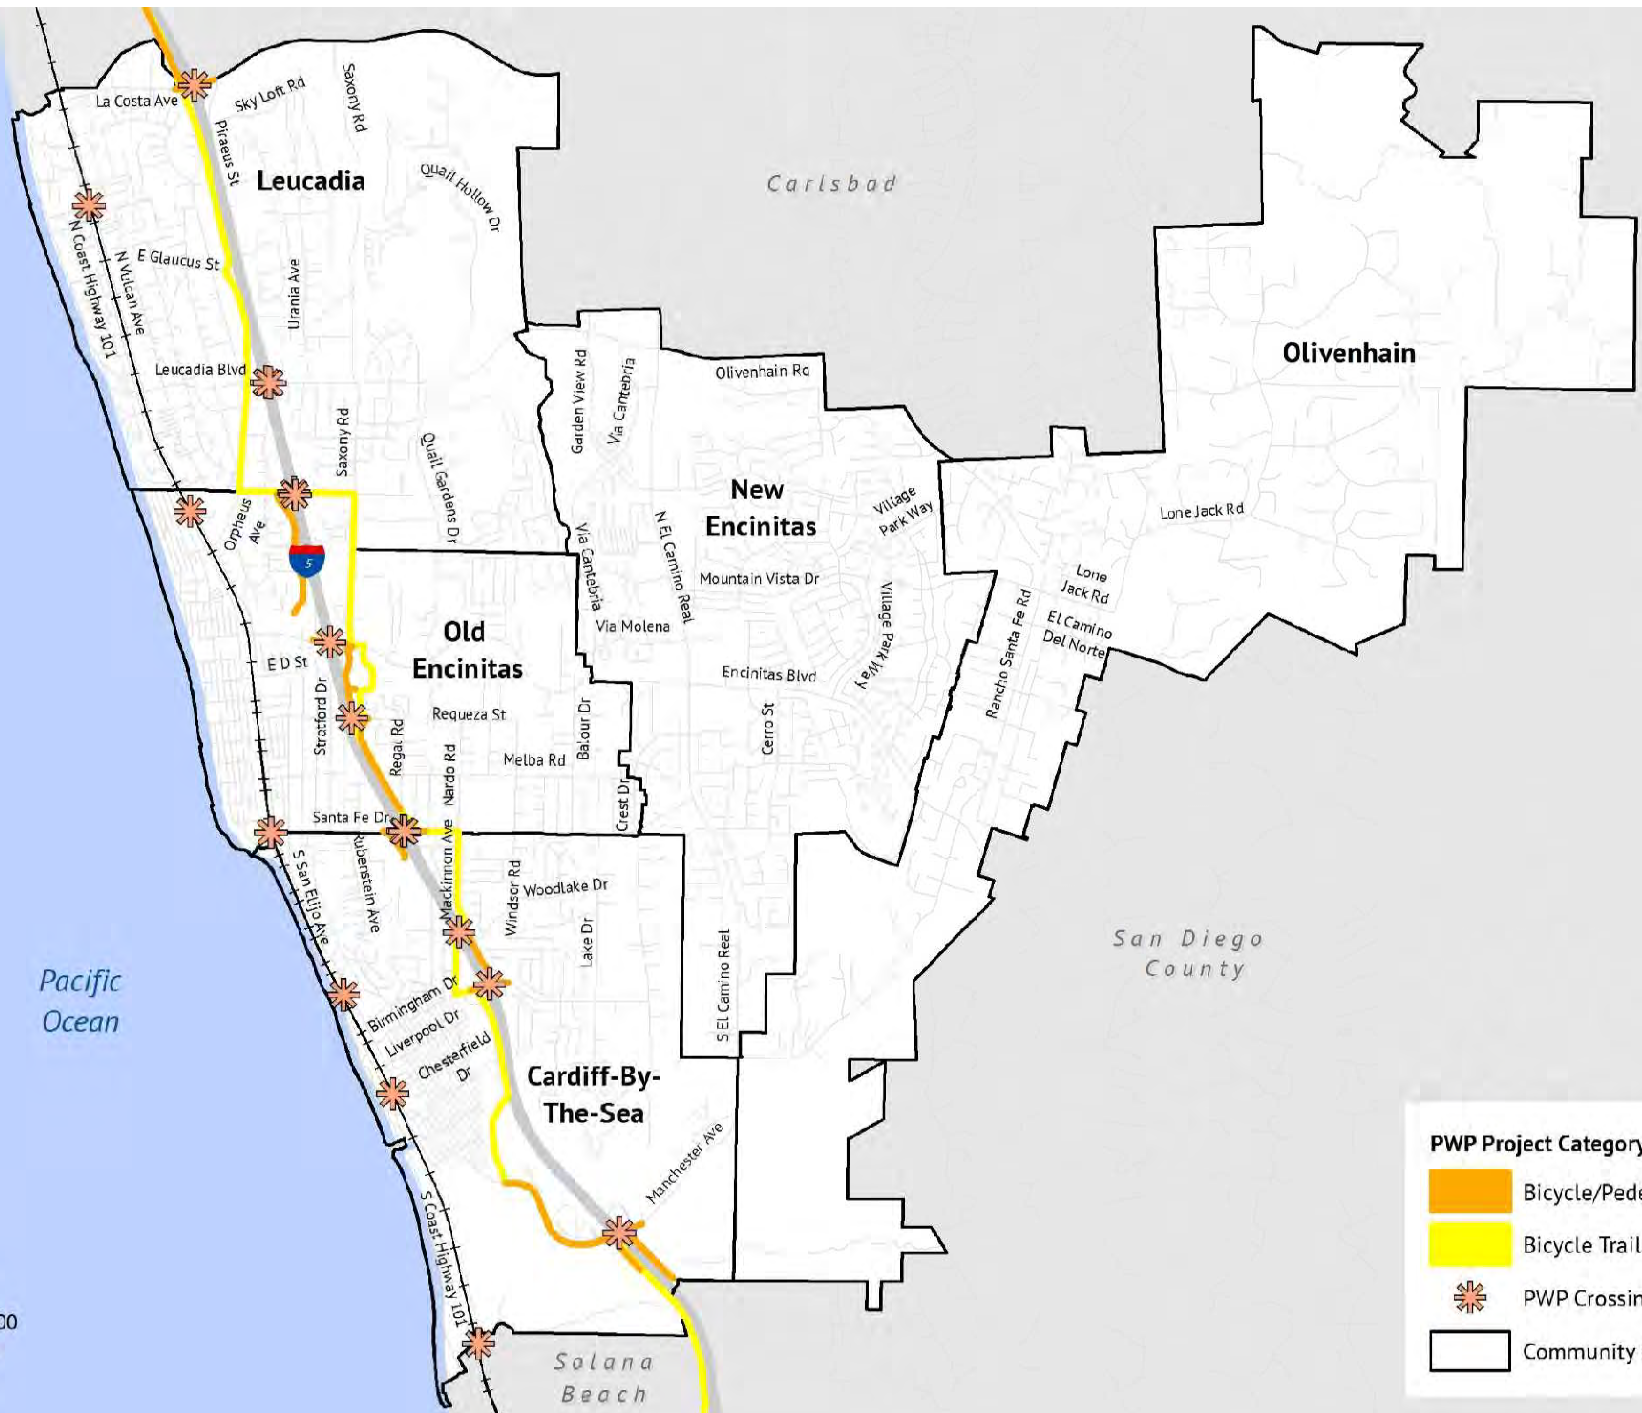 La Costa Ave
Sky Loft Rd
Saxony Rd
Piraeus St
Leucadia
Quail Hollow Dr
Carlsbad
N Coast Highway 101
N Vulcan Ave
E Glaucus St
Urania Ave
Leucadia Blvd
Saxony Rd
Quail Gardens Dr
Garden View Rd
Via Cantebria
Olivenhain Rd
Olivenhain
New
Encinitas
Village
Park Way
Lone Jack Rd
Orpheus
Ave
5
Via Cantebria
N El Camino Real
Mountain Vista Dr
Village Park Way
Lone
Jack Rd
El Camino
Del Norte
Rancho Santa Fe Rd
Via Molena
Old
Encinitas
E D St
Encinitas Blvd
Stratford Dr
Regal Rd
Requeza St
Balour Dr
Cerro St
Nardo Rd
Melba Rd
Crest Dr
Santa Fe Dr
Rubenstein Ave
Mackinnon Ave
S San Elijo Ave
Windsor Rd
Woodlake Dr
Lake Dr
S El Camino Real
San Diego
County
Pacific
Ocean
Birmingham Dr
Liverpool Dr
Chesterfield
Dr
Cardiff-By-
The-Sea
Manchester Ave
S Coast Highway 101
Solana
Beach
00
PWP Project Category
Bicycle/Pede
Bicycle Trail
PWP Crossin
Community